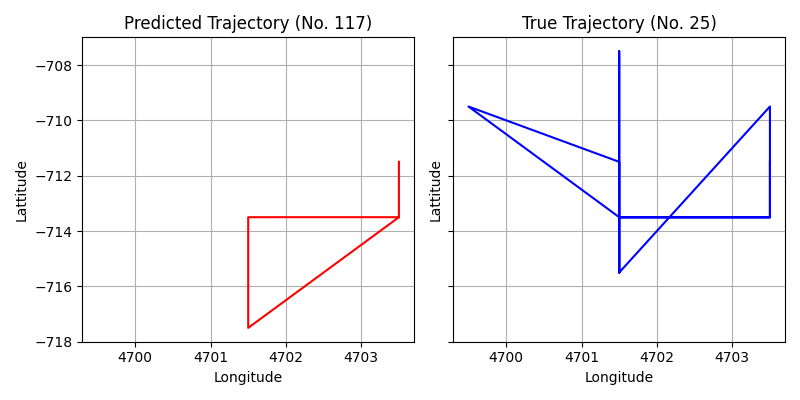 Predicted Trajectory (No. 117)
True Trajectory (No. 25)
Lattitude
−708
−710
−712
−714
−716
−718
4700
4701
4702
4703
Longitude
Lattitude
4700
4701
4702
4703
Longitude